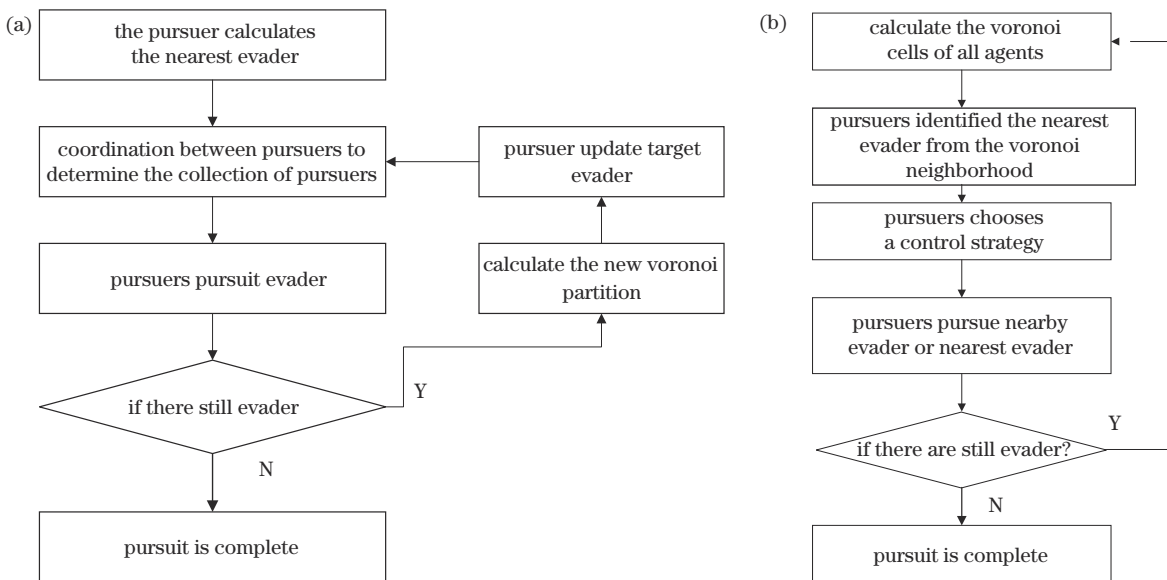 (a)
the pursuer calculates
the nearest evader
coordination between pursuers to
determine the collection of pursuers
pursuer update target
evader
pursuers pursuit evader
calculate the new voronoi
partition
if there still evader
Y
N
pursuit is complete
(b)
calculate the voronoi
cells of all agents
pursuers identified the nearest
evader from the voronoi
neighborhood
pursuers chooses
a control strategy
pursuers pursue nearby
evader or nearest evader
if there are still evader?
Y
N
pursuit is complete